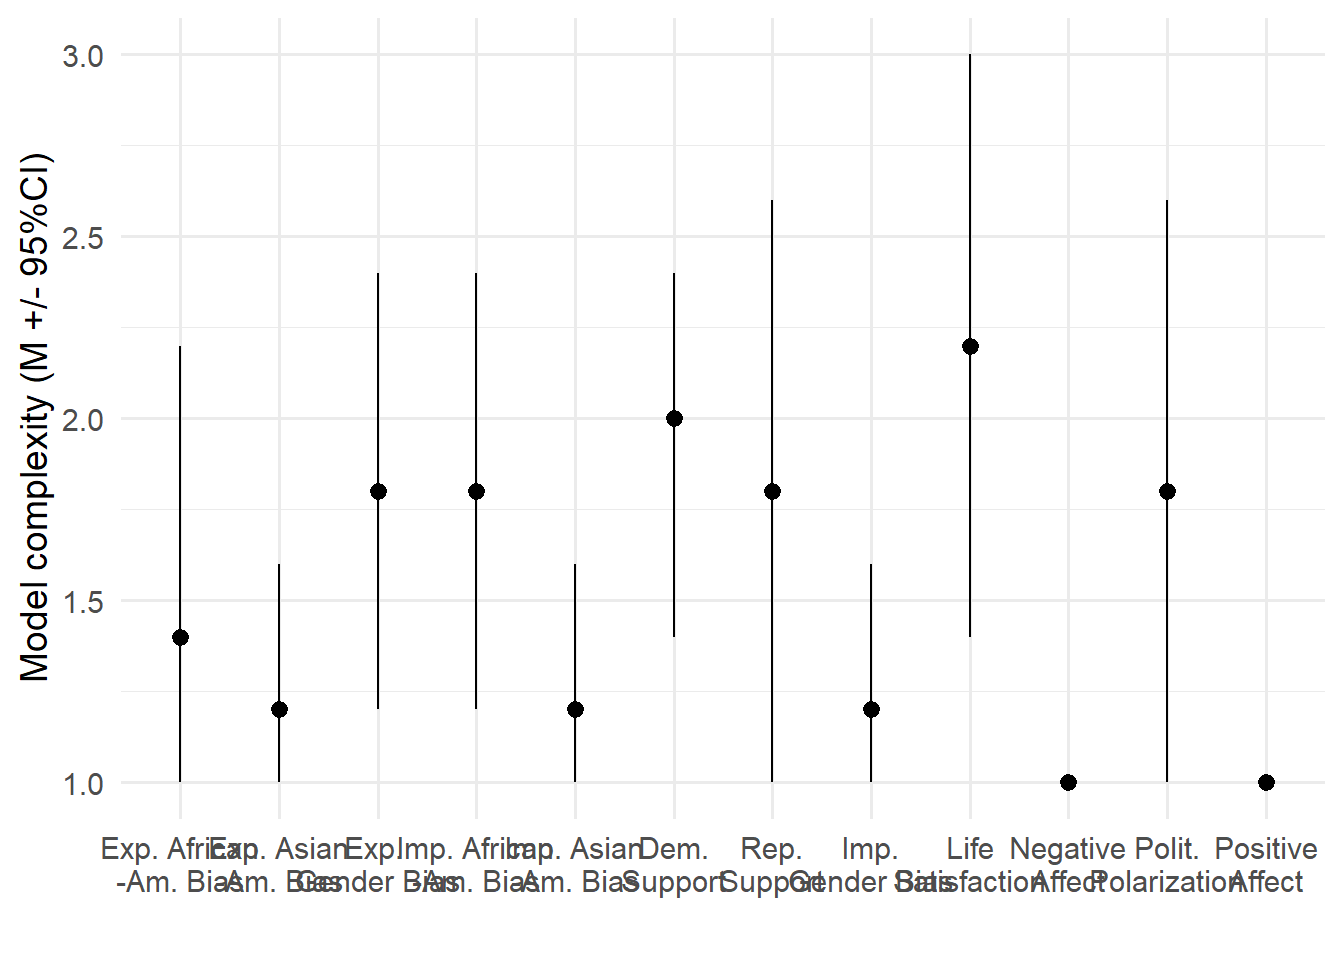 Model complexity (M +/- 95%CI)
3.0
2.5
2.0
1.5
1.0
Exp. African
-Am. Bias
Exp. Asian
-Am. Bias
Exp.
Gender Bias
Imp. African
-Am. Bias
Imp. Asian
-Am. Bias
Dem.
Support
Rep.
Support
Imp.
Gender Bias
Life
Satisfaction
Negative
Affect
Polit.
Polarization
Positive
Affect